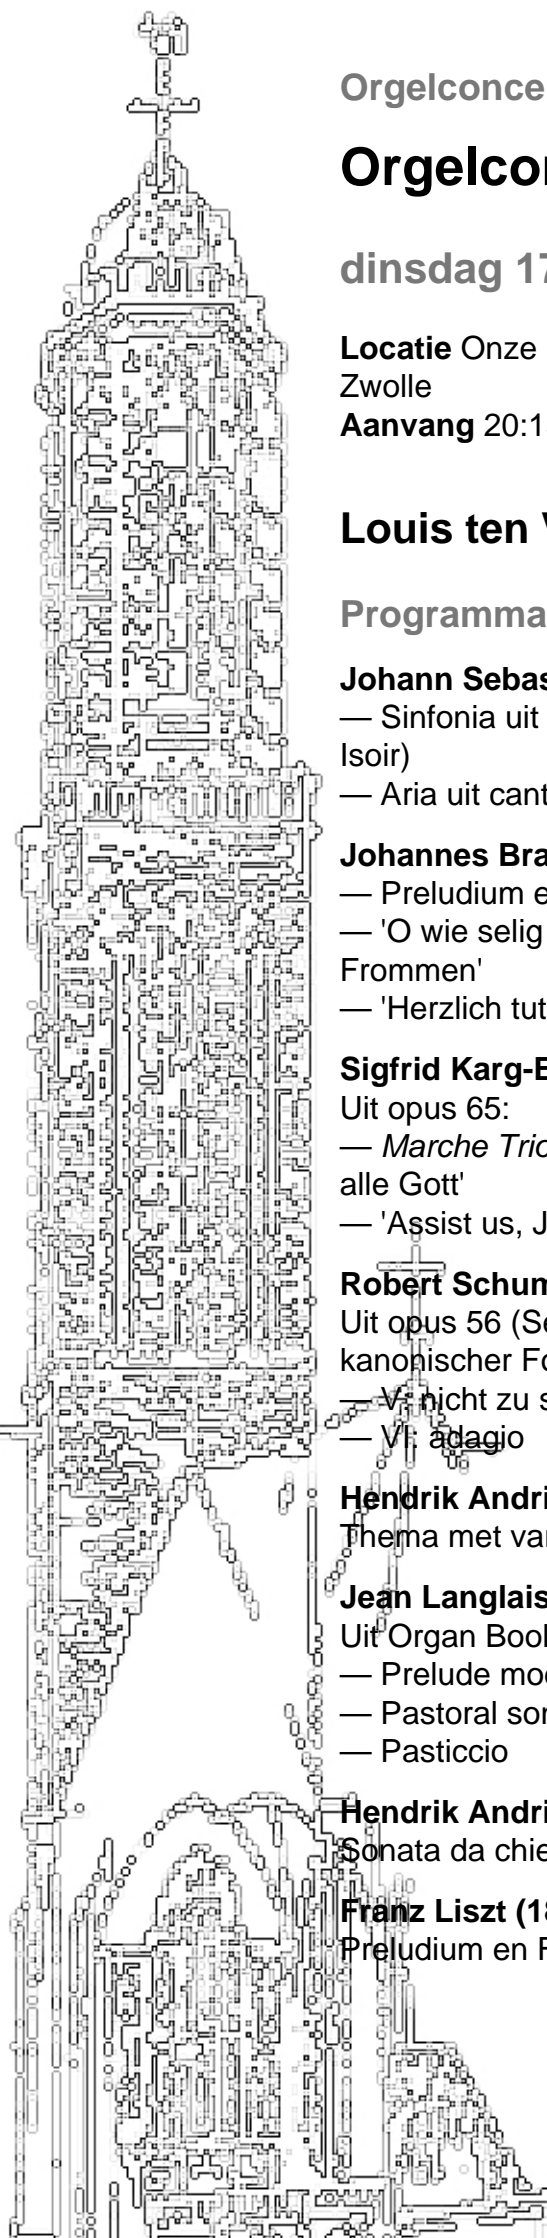 Orgelconce
Orgelcon
dinsdag 17
Locatie Onze
Zwolle
Aanvang 20:1
Louis ten V
Programma
Johann Sebas
— Sinfonia uit
Isoir)
— Aria uit cant
Johannes Bra
— Preludium e
— 'O wie selig
Frommen'
— 'Herzlich tut
Sigfrid Karg-E
Uit opus 65:
— Marche Trio
alle Gott'
— 'Assist us, J
Robert Schum
Uit opus 56 (Se
kanonischer Fo
— V: nicht zu s
— VI: adagio
Hendrik Andri
Thema met var
Jean Langlais
Uit Organ Book
— Prelude mod
— Pastoral son
— Pasticcio
Hendrik Andri
Sonata da chie
Franz Liszt (18
Preludium en F